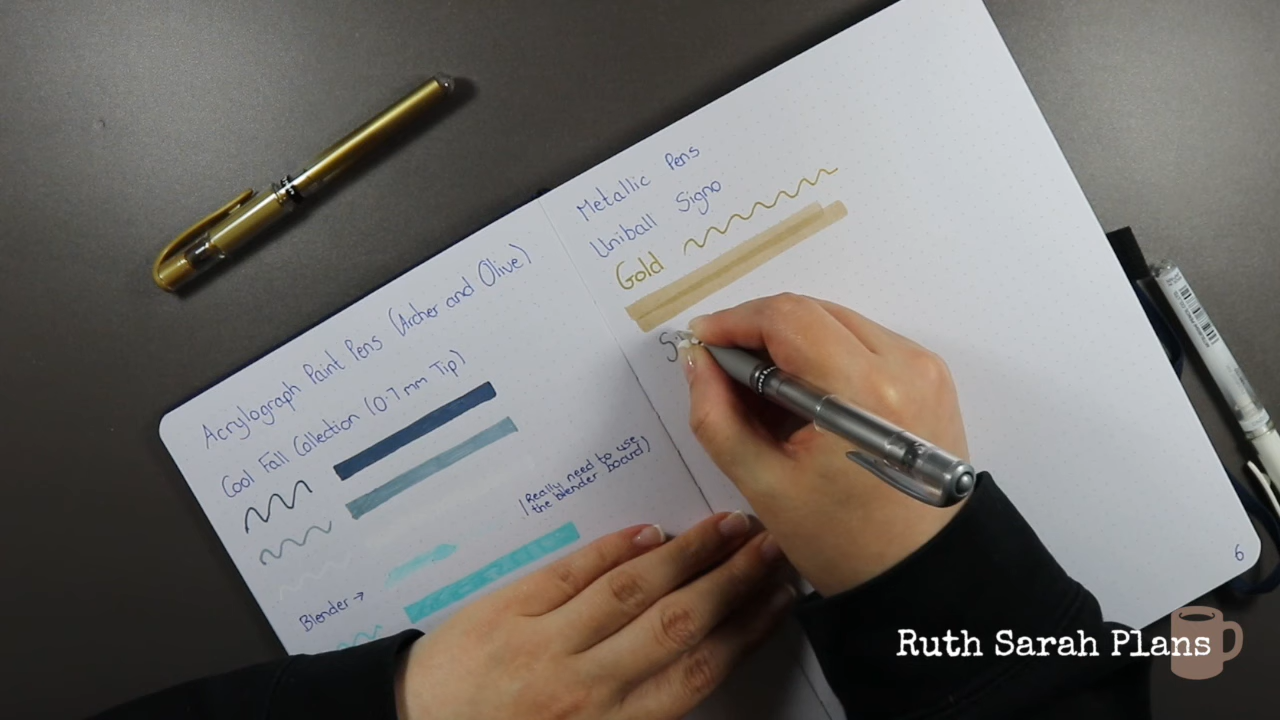 Acrylograph Paint Pens (Archer and Olive)
Cool Fall Collection (0.7 mm Tip)
(Really need to use
the blender board)
Blender →
Metallic Pens
Uniball Signo
Gold
S
6
Ruth Sarah Plans